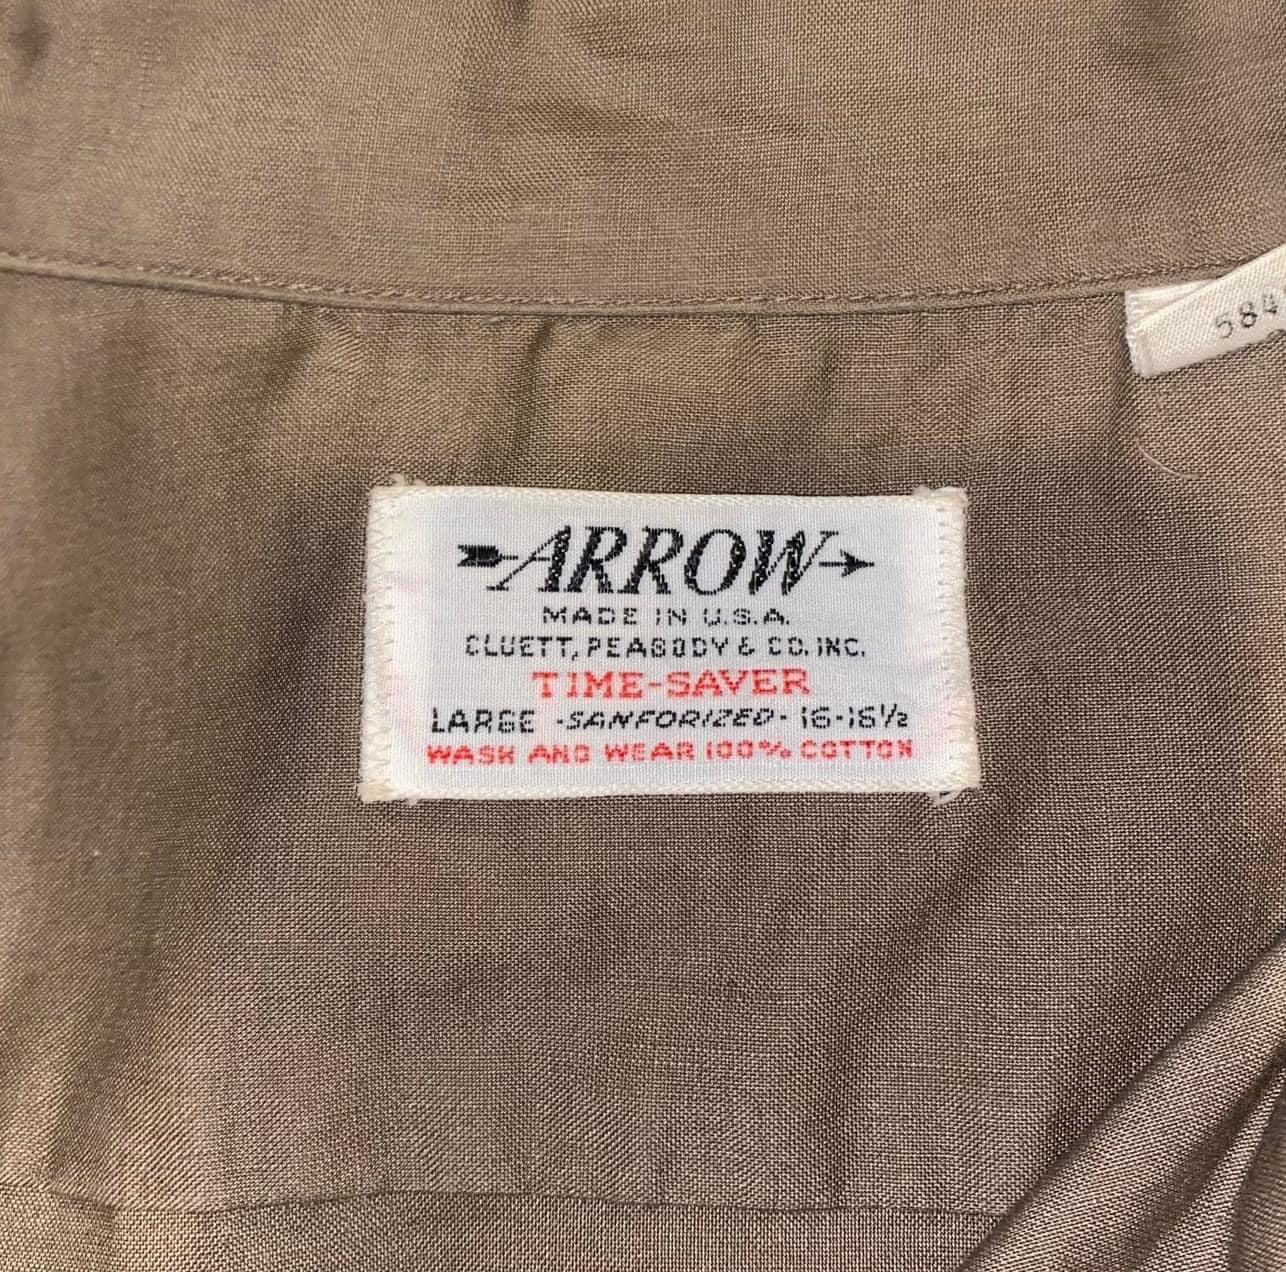 584
ARROW
MADE IN U.S.A.
CLUETT, PEABODY & CO. INC.
TIME-SAVER
LARGE -SANFORIZED- 16-16½
WASH AND WEAR 100% COTTON